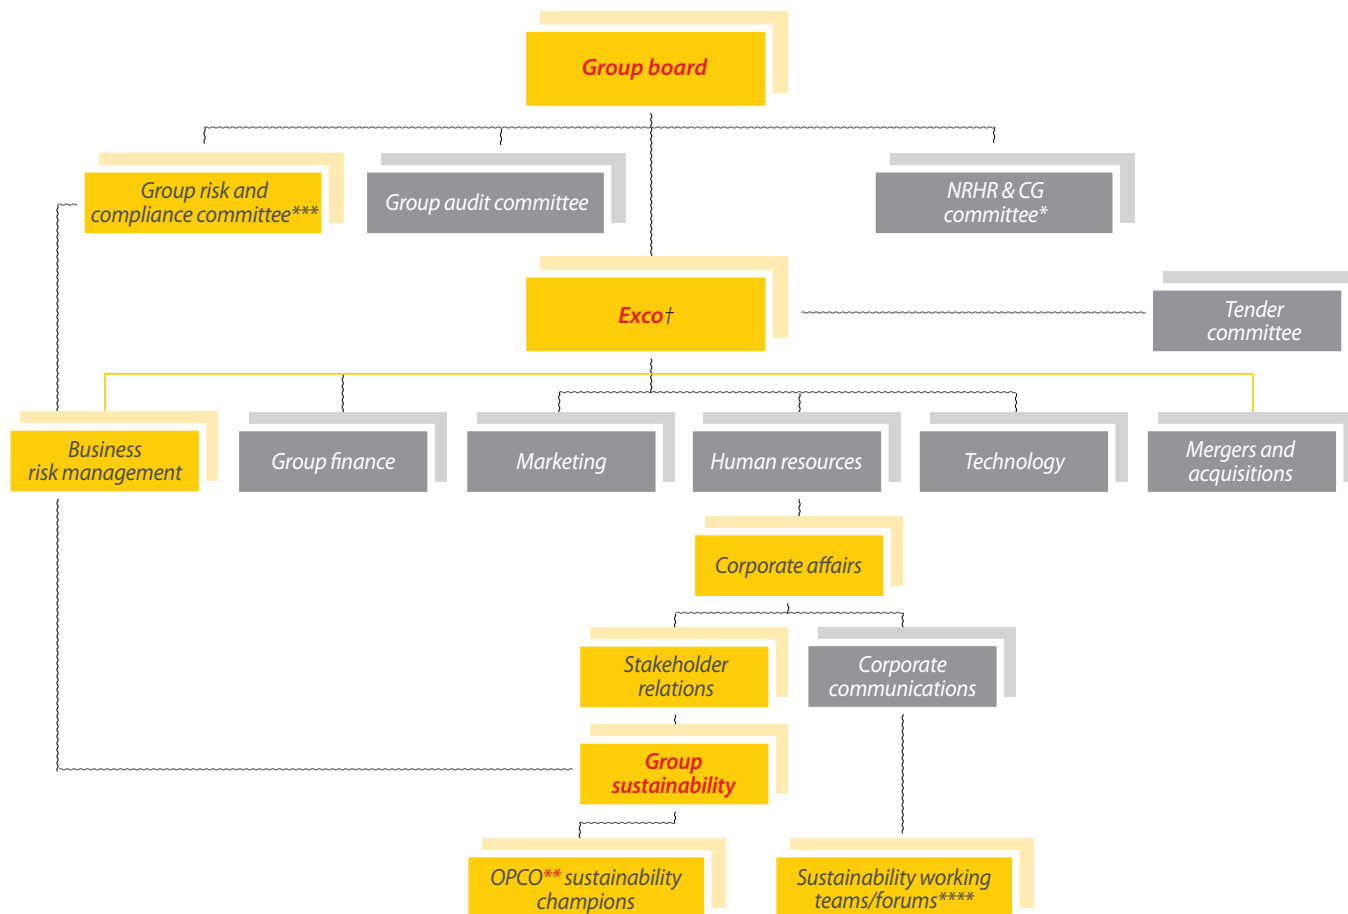 Group board
Group risk and
compliance committee***
Group audit committee
NRHR & CG
committee*
Exco†
Tender
committee
Business
risk management
Group finance
Marketing
Human resources
Technology
Mergers and
acquisitions
Corporate affairs
Stakeholder
relations
Corporate
communications
Group
sustainability
OPCO** sustainability
champions
Sustainability working
teams/forums****